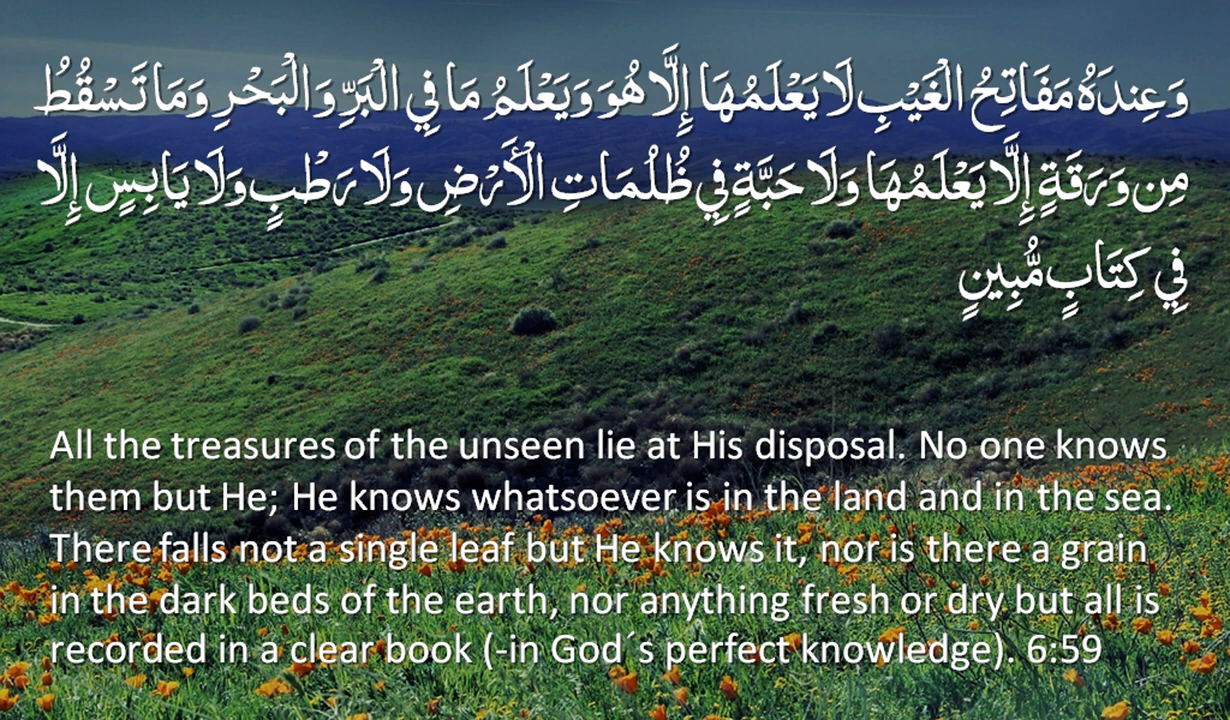 وَعِندَهُ مَفَاتِحُ الْغَيْبِ لَا يَعْلَمُهَا إِلَّا هُوَ وَيَعْلَمُ مَا فِي الْبَرِّ وَالْبَحْرِ وَمَا تَسْقُطُ
مِن وَرَقَةٍ إِلَّا يَعْلَمُهَا وَلَا حَبَّةٍ فِي ظُلُمَاتِ الْأَرْضِ وَلَا رَطْبٍ وَلَا يَابِسٍ إِلَّا
فِي كِتَابٍ مُّبِينٍ
All the treasures of the unseen lie at His disposal. No one knows
them but He; He knows whatsoever is in the land and in the sea.
There falls not a single leaf but He knows it, nor is there a grain
in the dark beds of the earth, nor anything fresh or dry but all is
recorded in a clear book (-in God´s perfect knowledge). 6:59